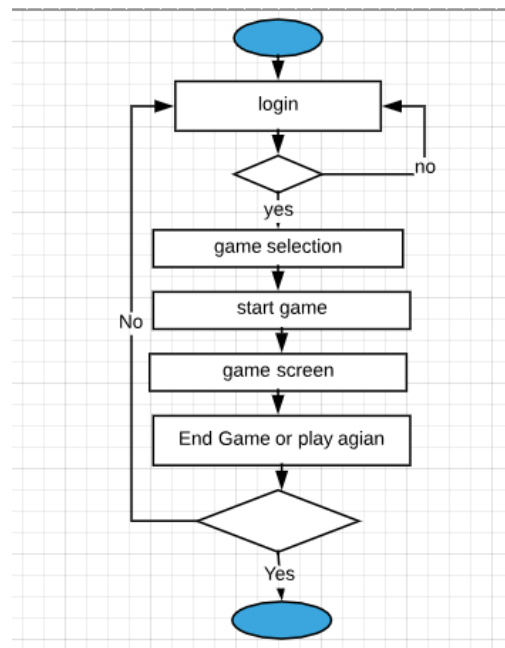 login
no
yes
game selection
start game
No
game screen
End Game or play agian
Yes